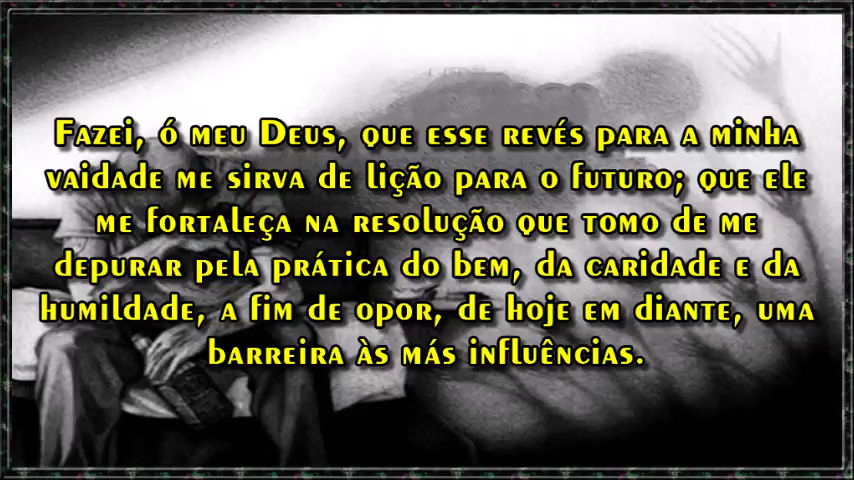 Fazei, ó meu Deus, que esse revés para a minha
vaidade me sirva de lição para o futuro; que ele
me fortaleça na resolução que tomo de me
depurar pela prática do bem, da caridade e da
humildade, a fim de opor, de hoje em diante, uma
barreira às más influências.